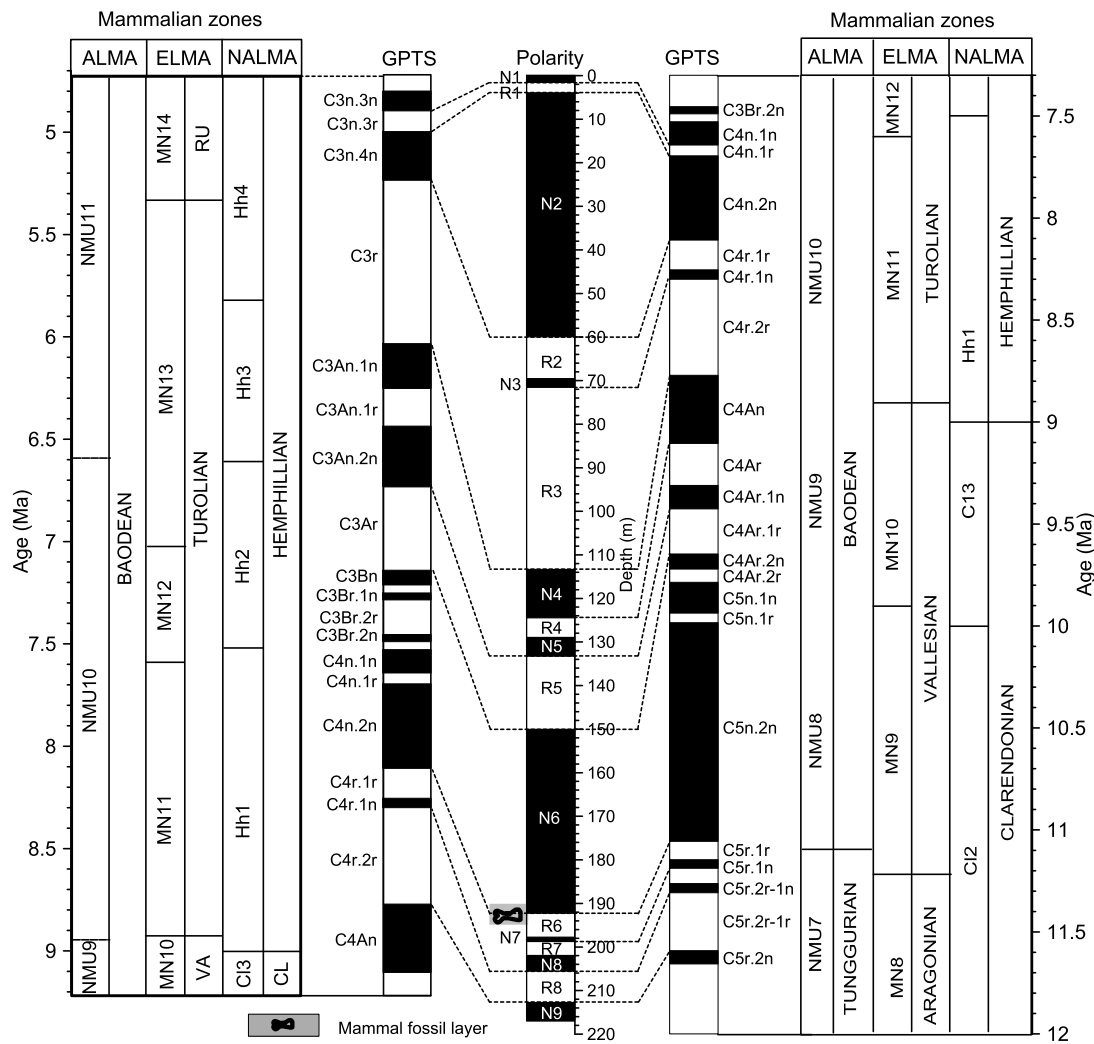 Mammalian zones
Mammalian zones
ALMA ELMA NALMA
GPTS
Polarity
GPTS
ALMA ELMA NALMA
Age (Ma)
5
5.5
6
6.5
7
7.5
8
8.5
9
NMU11
NMU10
NMU9
BAODEAN
MN14
MN13
MN12
MN11
MN10
RU
TUROLIAN
VA
Hh4
Hh3
Hh2
Hh1
Cl3
HEMPHILLIAN
CL
C3n.3n
C3n.3r
C3n.4n
C3r
C3An.1n
C3An.1r
C3An.2n
C3Ar
C3Bn
C3Br.1n
C3Br.2r
C3Br.2n
C4n.1n
C4n.1r
C4n.2n
C4r.1r
C4r.1n
C4r.2r
C4An
N1
R1
N2
R2
N3
R3
N4
R4
N5
R5
N6
R6
N7
R7
N8
R8
N9
0
10
20
30
40
50
60
70
80
90
100
110
120
130
140
150
160
170
180
190
200
210
220
Depth (m)
C3Br.2n
C4n.1n
C4n.1r
C4n.2n
C4r.1r
C4r.1n
C4r.2r
C4An
C4Ar
C4Ar.1n
C4Ar.1r
C4Ar.2n
C4Ar.2r
C5n.1n
C5n.1r
C5n.2n
C5r.1r
C5r.1n
C5r.2r-1n
C5r.2r-1r
C5r.2n
NMU10
NMU9
NMU8
NMU7
BAODEAN
TUNGGURIAN
MN12
MN11
MN10
MN9
MN8
TUROLIAN
VALLESIAN
ARAGONIAN
Hh1
C13
Cl2
HEMPHILLIAN
CLARENDONIAN
7.5
8
8.5
9
9.5
10
10.5
11
11.5
12
Age (Ma)
Mammal fossil layer